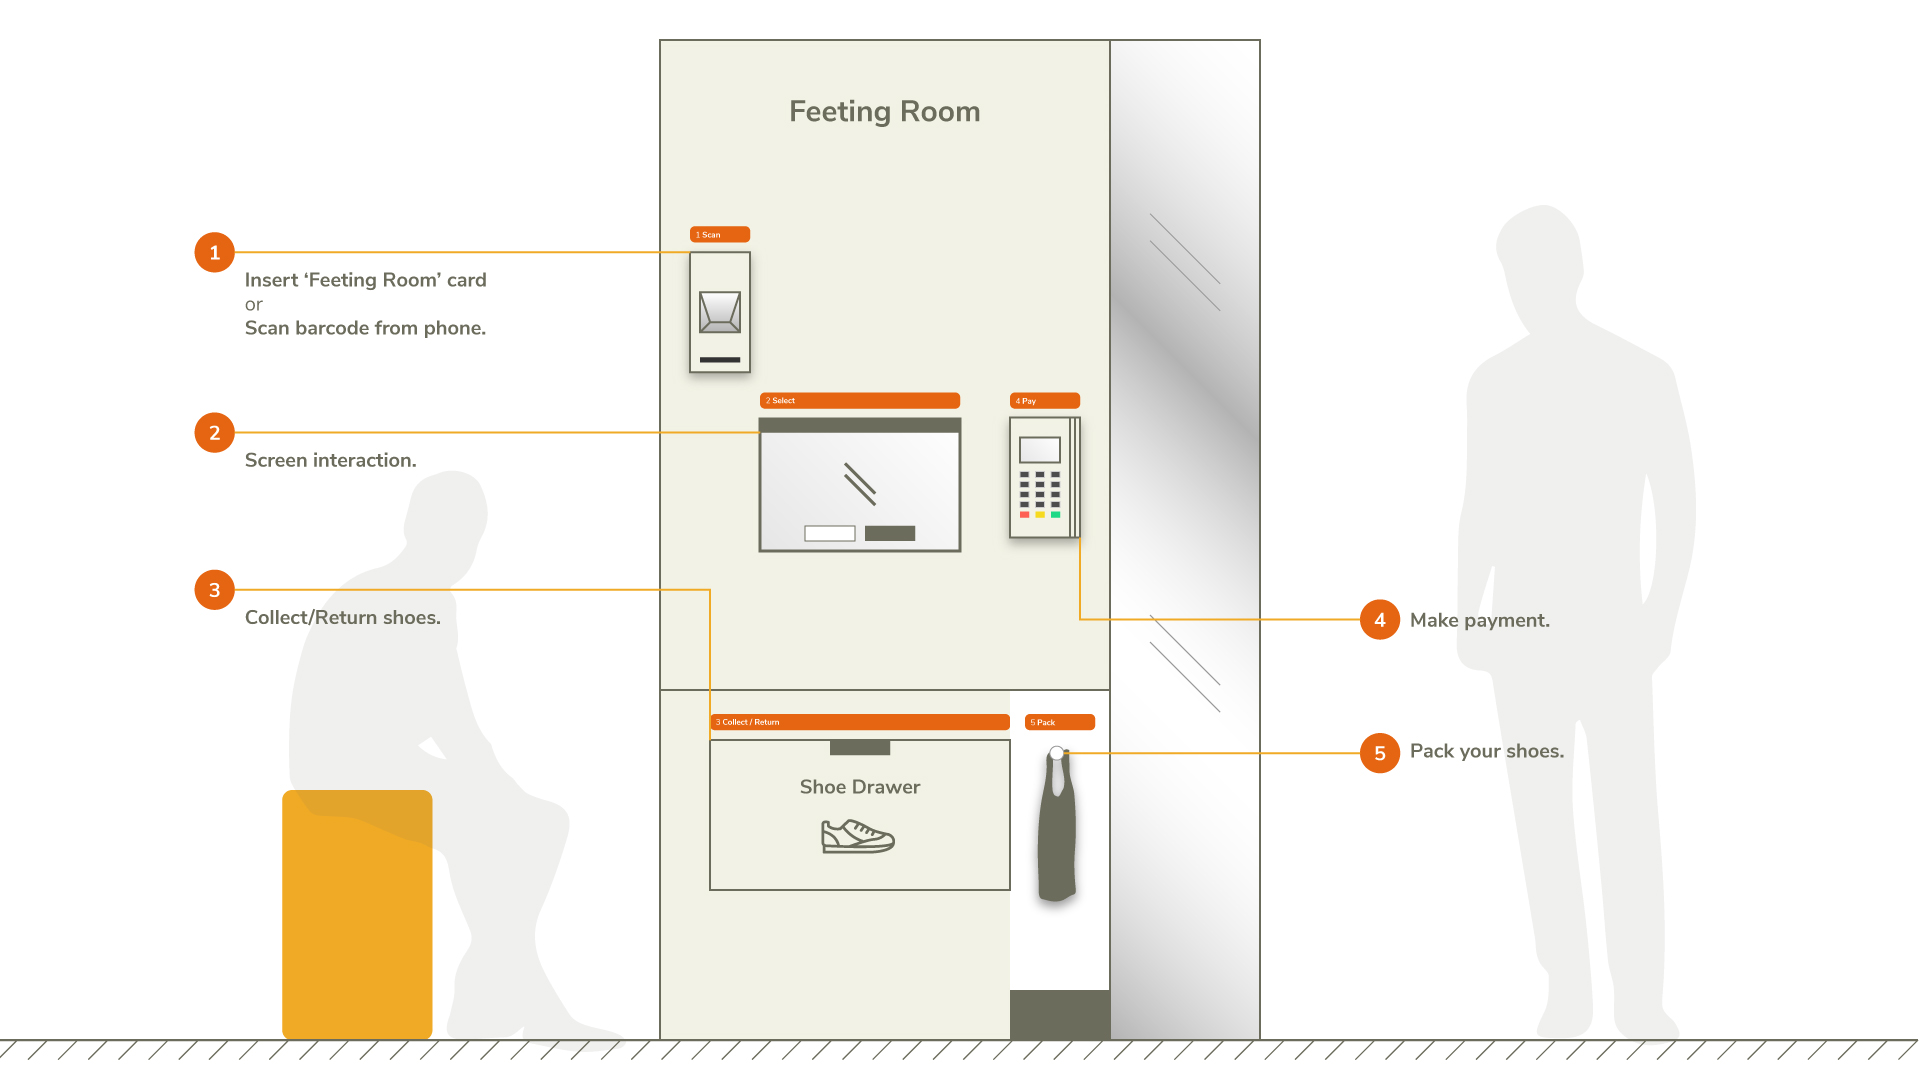 Feeting Room
1 Scan
1
Insert ‘Feeting Room’ card
or
Scan barcode from phone.
2 Select
4 Pay
2
Screen interaction.
3
Collect/Return shoes.
4
Make payment.
3 Collect / Return
5 Pack
5
Pack your shoes.
Shoe Drawer